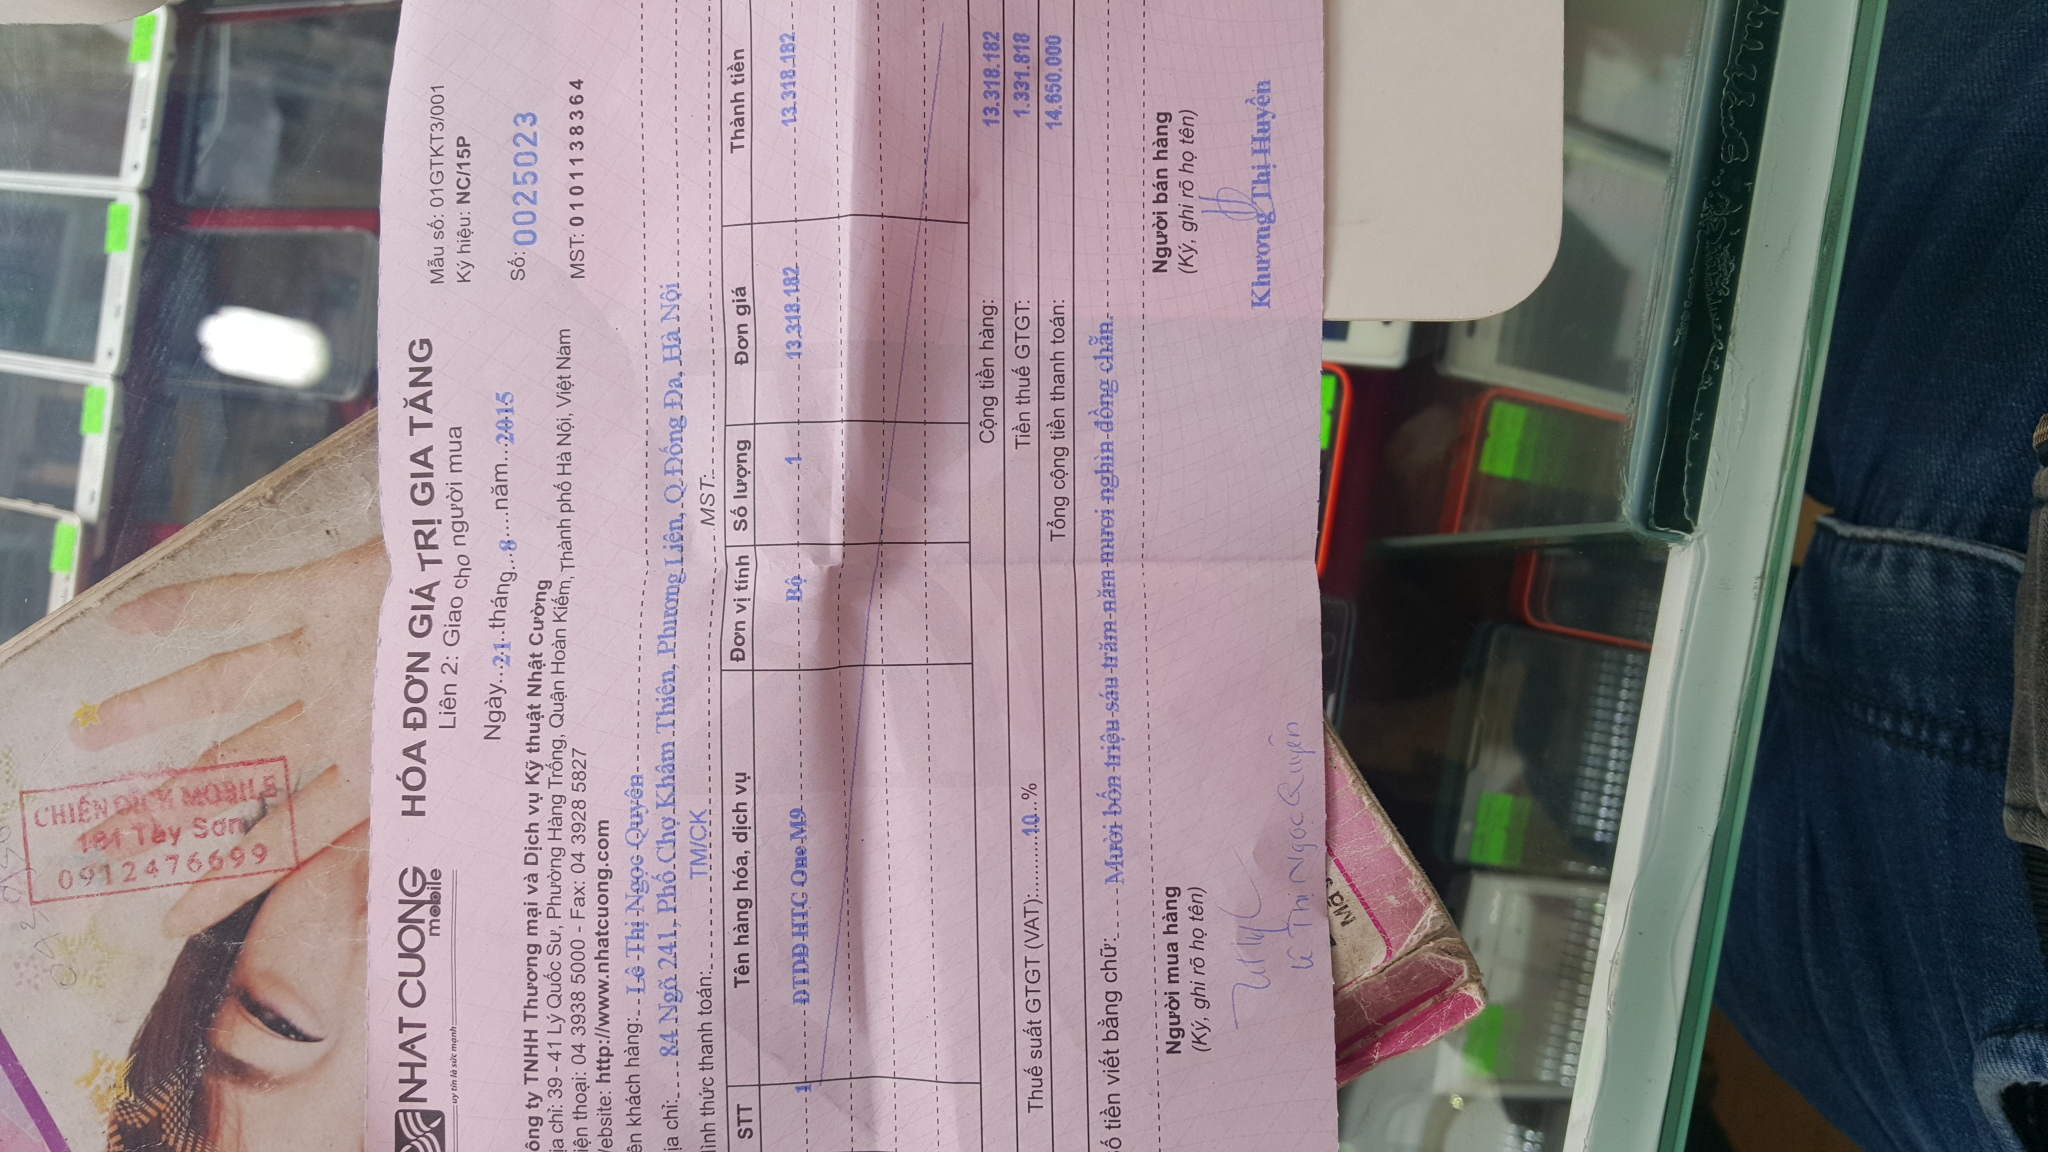 CHIẾN DỊCH MOBILE
181 Tây Sơn
0912476699
NHAT CUONG
mobile
uy tín là sức mạnh
HÓA ĐƠN GIÁ TRỊ GIA TĂNG
Liên 2: Giao cho người mua
Ngày...21..tháng...8....năm...2015
Mẫu số: 01GTKT3/001
Ký hiệu: NC/15P
Số: 0025023
MST: 0101138364
ông ty TNHH Thương mại và Dịch vụ Kỹ thuật Nhật Cường
ịa chỉ: 39 - 41 Lý Quốc Sư, Phường Hàng Trống, Quận Hoàn Kiếm, Thành phố Hà Nội, Việt Nam
iện thoại: 04 3938 5000 - Fax: 04 3928 5827
ebsite: http://www.nhatcuong.com
ên khách hàng: Lê Thị Ngọc Quyên
ịa chỉ: 84 Ngõ 241, Phố Chợ Khâm Thiên, Phương Liên, Q.Đống Đa, Hà Nội
ình thức thanh toán: TM/CK MST:
STT Tên hàng hóa, dịch vụ Đơn vị tính Số lượng Đơn giá Thành tiền
1 ĐTDĐ HTC One M9 Bộ 1 13.318.182 13.318.182
Cộng tiền hàng: 13.318.182
Thuế suất GTGT (VAT):...........10...% Tiền thuế GTGT: 1.331.818
Tổng cộng tiền thanh toán: 14.650.000
ố tiền viết bằng chữ: Mười bốn triệu sáu trăm năm mươi nghìn đồng chẵn.
Người mua hàng Người bán hàng
(Ký, ghi rõ họ tên) (Ký, ghi rõ họ tên)
Khương Thị Huyền
Lê Thị Ngọc Quyên